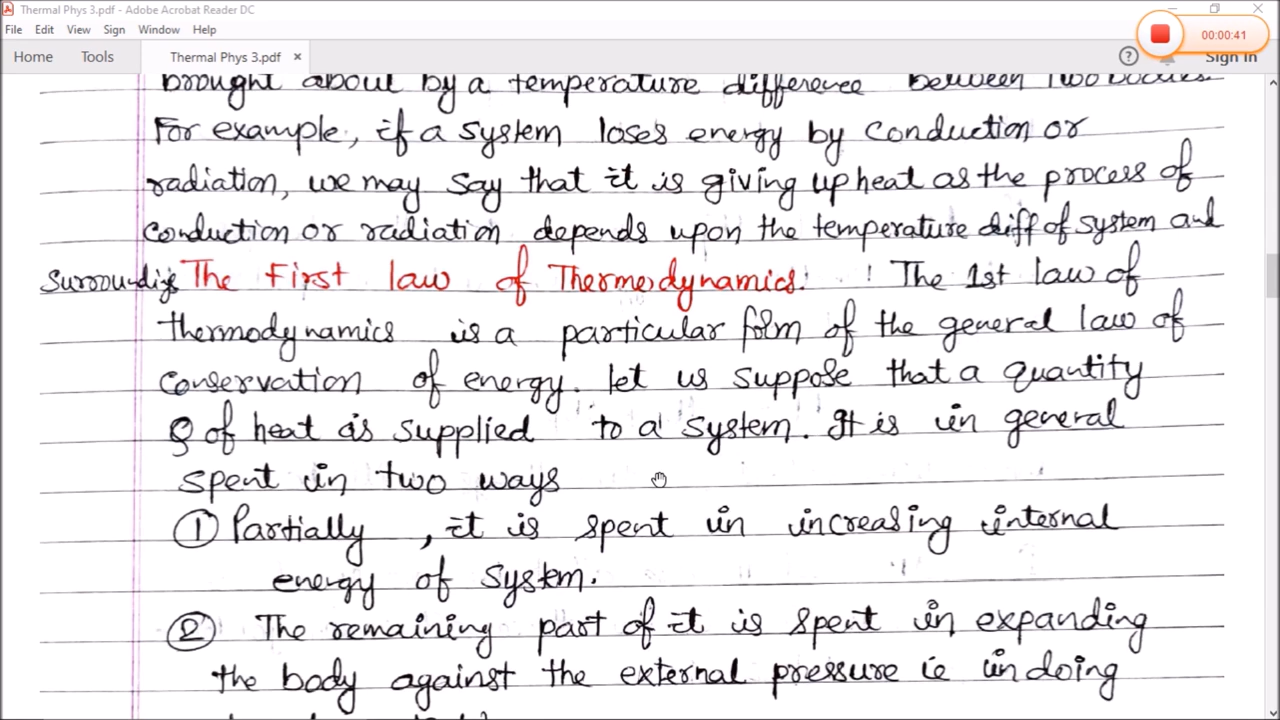 Thermal Phys 3.pdf - Adobe Acrobat Reader DC
File Edit View Sign Window Help
00:00:41
Home Tools Thermal Phys 3.pdf × Sign In
brought about by a temperature difference between two bodies.
For example, if a system loses energy by conduction or
radiation, we may say that it is giving up heat as the process of
conduction or radiation depends upon the temperature diff of system and
surroundings The First law of Thermodynamics: The 1st law of
thermodynamics is a particular form of the general law of
conservation of energy. Let us suppose that a quantity
Q of heat is supplied to a system. It is in general
spent in two ways
① Partially, it is spent in increasing internal
energy of system.
② The remaining part of it is spent in expanding
the body against the external pressure ie in doing